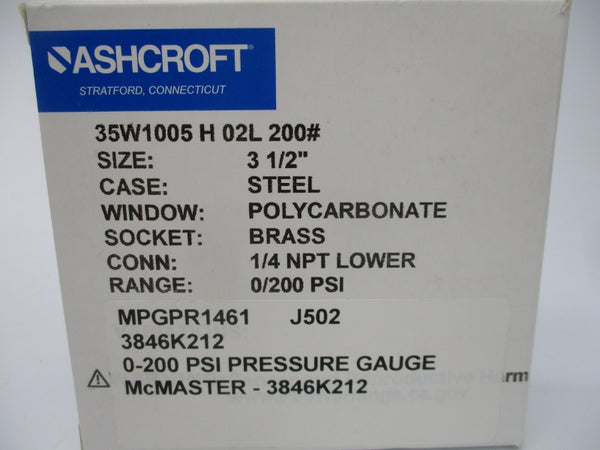 ASHCROFT
STRATFORD, CONNECTICUT
35W1005 H 02L 200#
SIZE: 3 1/2"
CASE: STEEL
WINDOW: POLYCARBONATE
SOCKET: BRASS
CONN: 1/4 NPT LOWER
RANGE: 0/200 PSI
MPGPR1461 J502
3846K212
0-200 PSI PRESSURE GAUGE
McMASTER - 3846K212
Harm